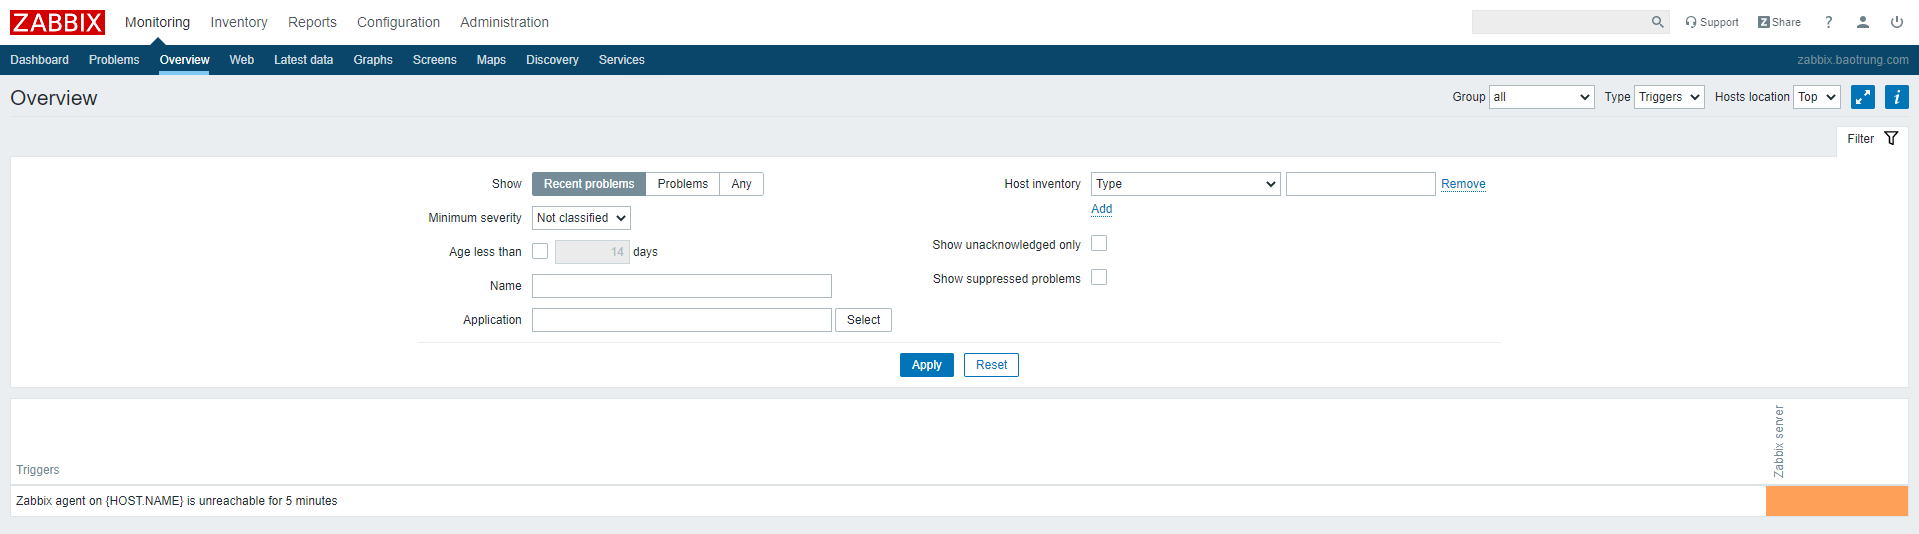 ZABBIX Monitoring Inventory Reports Configuration Administration Support Z Share ?
Dashboard Problems Overview Web Latest data Graphs Screens Maps Discovery Services zabbix.baotrung.com
Overview Group all Type Triggers Hosts location Top i
Filter
Show Recent problems Problems Any Host inventory Type Remove
Add
Minimum severity Not classified
Show unacknowledged only
Age less than 14 days
Show suppressed problems
Name
Application Select
Apply Reset
Triggers Zabbix server
Zabbix agent on {HOST.NAME} is unreachable for 5 minutes